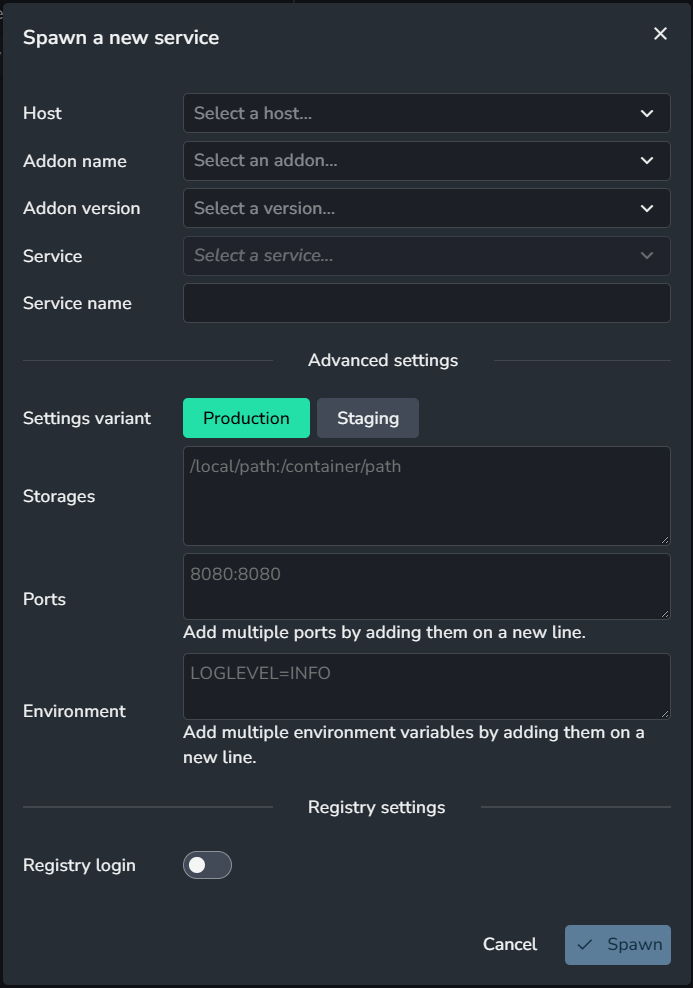 Spawn a new service
Host
Select a host...
Addon name
Select an addon...
Addon version
Select a version...
Service
Select a service...
Service name
Advanced settings
Settings variant
Production
Staging
Storages
/local/path:/container/path
Ports
8080:8080
Add multiple ports by adding them on a new line.
Environment
LOGLEVEL=INFO
Add multiple environment variables by adding them on a
new line.
Registry settings
Registry login
Cancel
Spawn